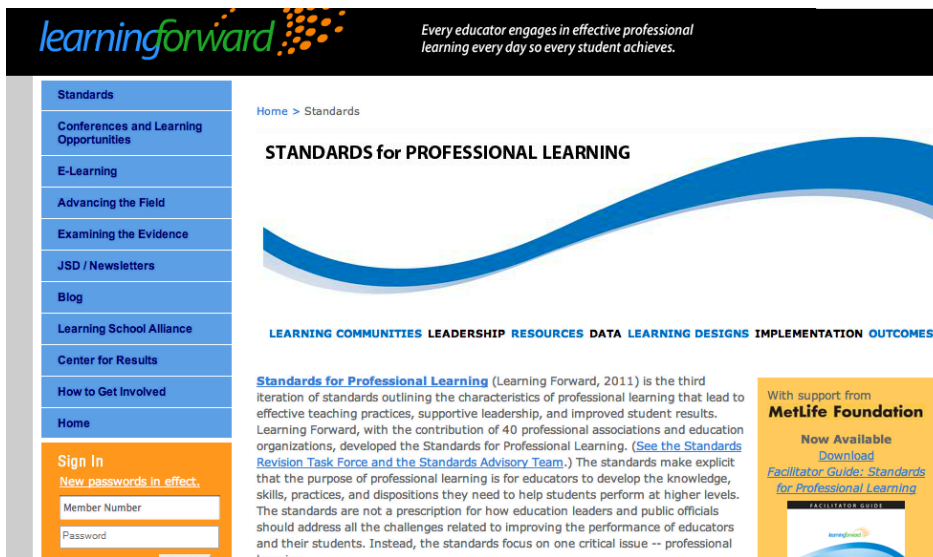 learningforward
Every educator engages in effective professional
learning every day so every student achieves.
Standards
Conferences and Learning
Opportunities
E-Learning
Advancing the Field
Examining the Evidence
JSD / Newsletters
Blog
Learning School Alliance
Center for Results
How to Get Involved
Home
Sign In
New passwords in effect.
Member Number
Password
Home > Standards
STANDARDS for PROFESSIONAL LEARNING
LEARNING COMMUNITIES LEADERSHIP RESOURCES DATA LEARNING DESIGNS IMPLEMENTATION OUTCOMES
Standards for Professional Learning (Learning Forward, 2011) is the third
iteration of standards outlining the characteristics of professional learning that lead to
effective teaching practices, supportive leadership, and improved student results.
Learning Forward, with the contribution of 40 professional associations and education
organizations, developed the Standards for Professional Learning. (See the Standards
Revision Task Force and the Standards Advisory Team.) The standards make explicit
that the purpose of professional learning is for educators to develop the knowledge,
skills, practices, and dispositions they need to help students perform at higher levels.
The standards are not a prescription for how education leaders and public officials
should address all the challenges related to improving the performance of educators
and their students. Instead, the standards focus on one critical issue -- professional
With support from
MetLife Foundation
Now Available
Download
Facilitator Guide: Standards
for Professional Learning
FACILITATOR GUIDE
learningforward